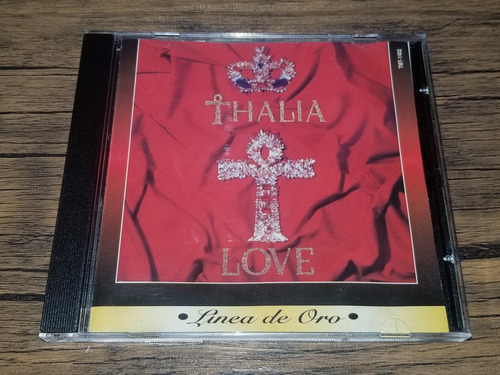 THALIA
LOVE
• Linea de Oro •